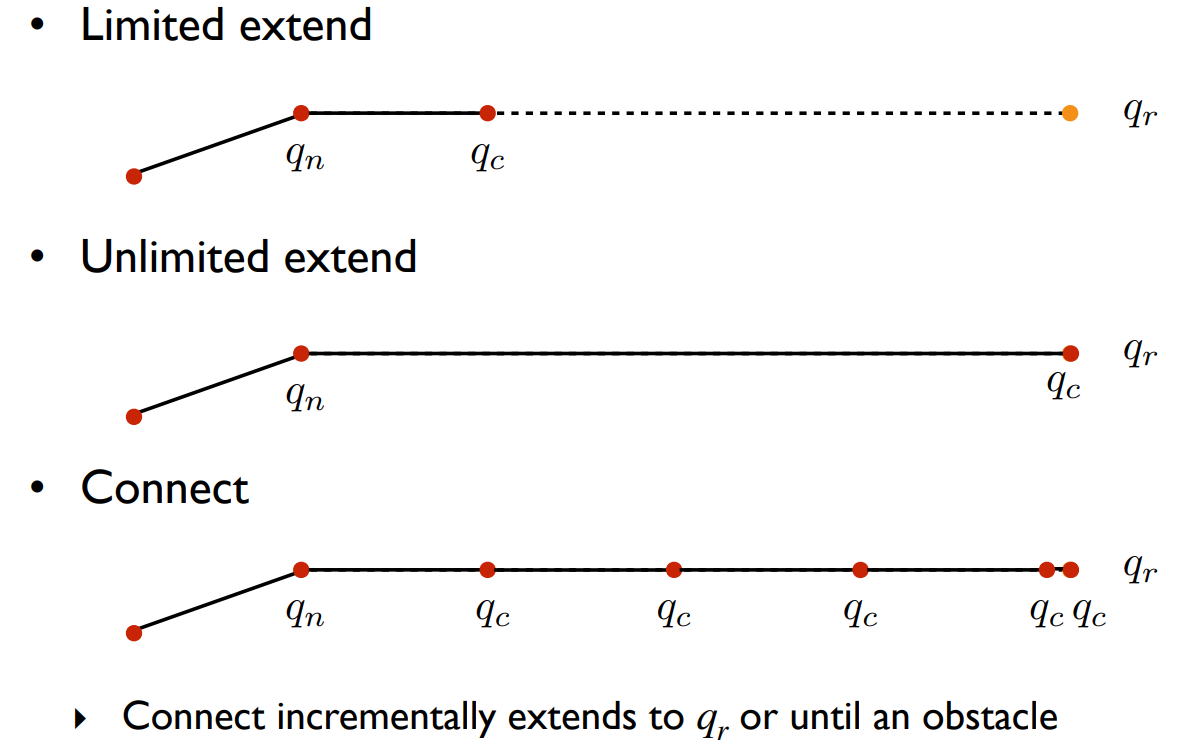 • Limited extend
q_r
q_n q_c
• Unlimited extend
q_r
q_n q_c
• Connect
q_r
q_n q_c q_c q_c q_c q_c
‣ Connect incrementally extends to q_r or until an obstacle